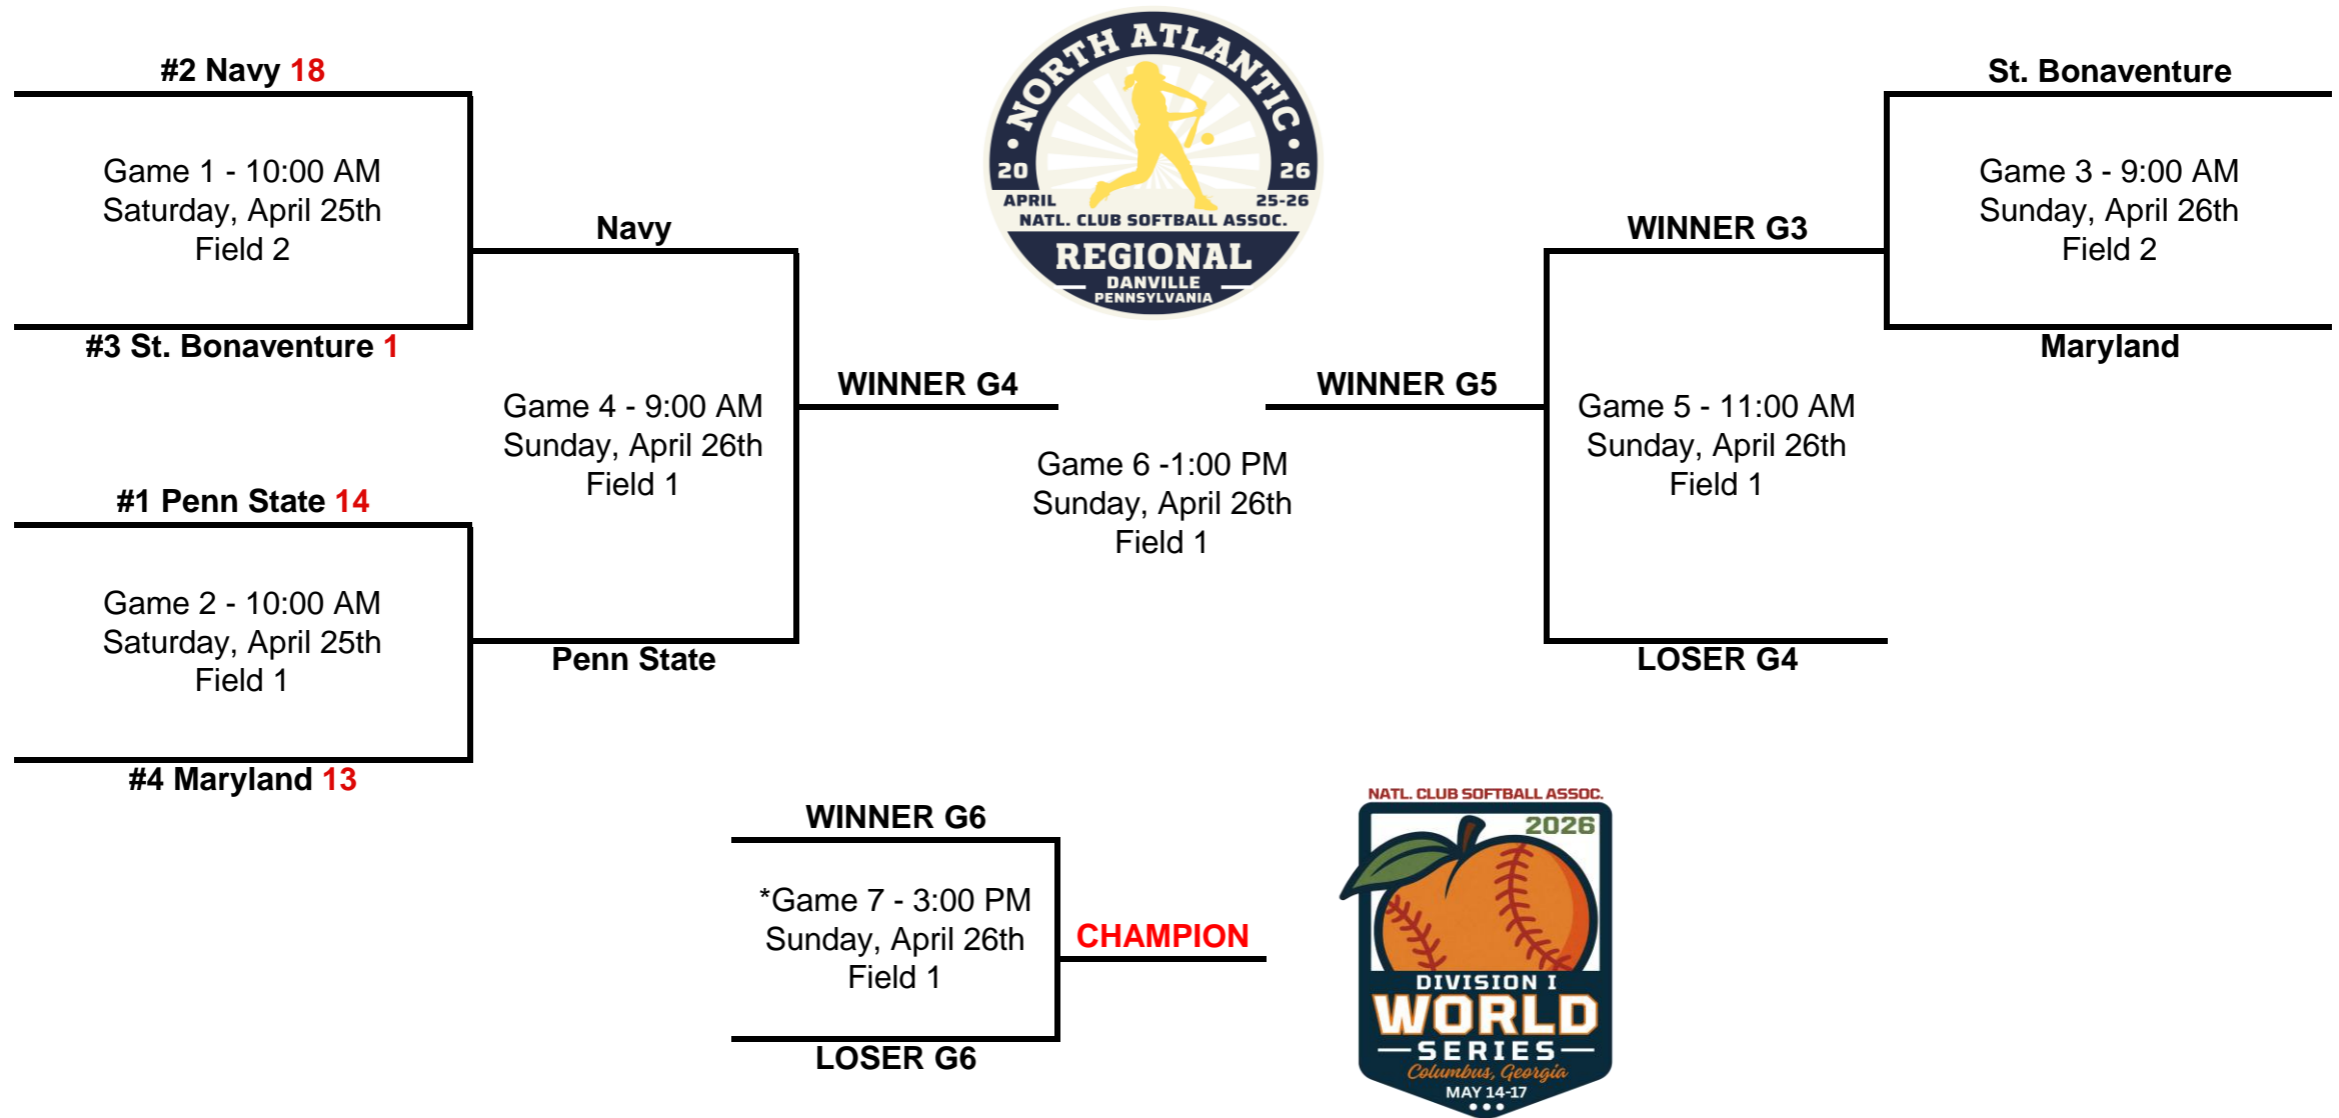 #2 Navy 18
Game 1 - 10:00 AM
Saturday, April 25th
Field 2
#3 St. Bonaventure 1
Navy
Game 4 - 9:00 AM
Sunday, April 26th
Field 1
Penn State
#1 Penn State 14
Game 2 - 10:00 AM
Saturday, April 25th
Field 1
#4 Maryland 13
WINNER G4
NORTH ATLANTIC
20 26
APRIL 25-26
NATL. CLUB SOFTBALL ASSOC.
REGIONAL
DANVILLE
PENNSYLVANIA
Game 6 -1:00 PM
Sunday, April 26th
Field 1
WINNER G5
WINNER G3
Game 5 - 11:00 AM
Sunday, April 26th
Field 1
LOSER G4
St. Bonaventure
Game 3 - 9:00 AM
Sunday, April 26th
Field 2
Maryland
WINNER G6
*Game 7 - 3:00 PM
Sunday, April 26th
Field 1
LOSER G6
CHAMPION
NATL. CLUB SOFTBALL ASSOC.
2026
DIVISION I
WORLD
SERIES
Columbus, Georgia
MAY 14-17